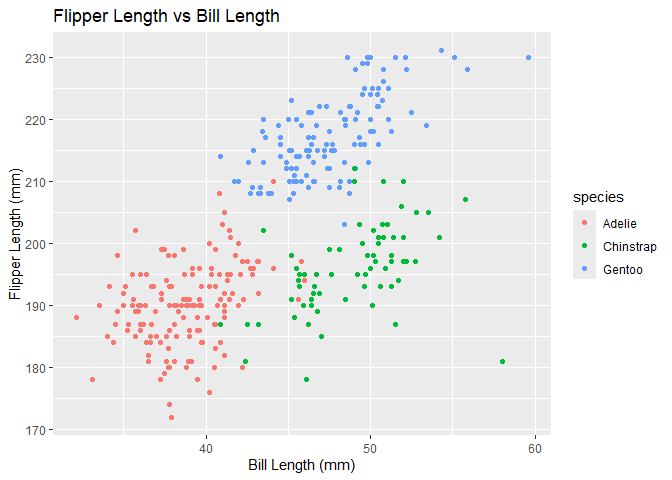 Flipper Length vs Bill Length
Flipper Length (mm)
230
220
210
200
190
180
170
40
50
60
Bill Length (mm)
species
Adelie
Chinstrap
Gentoo